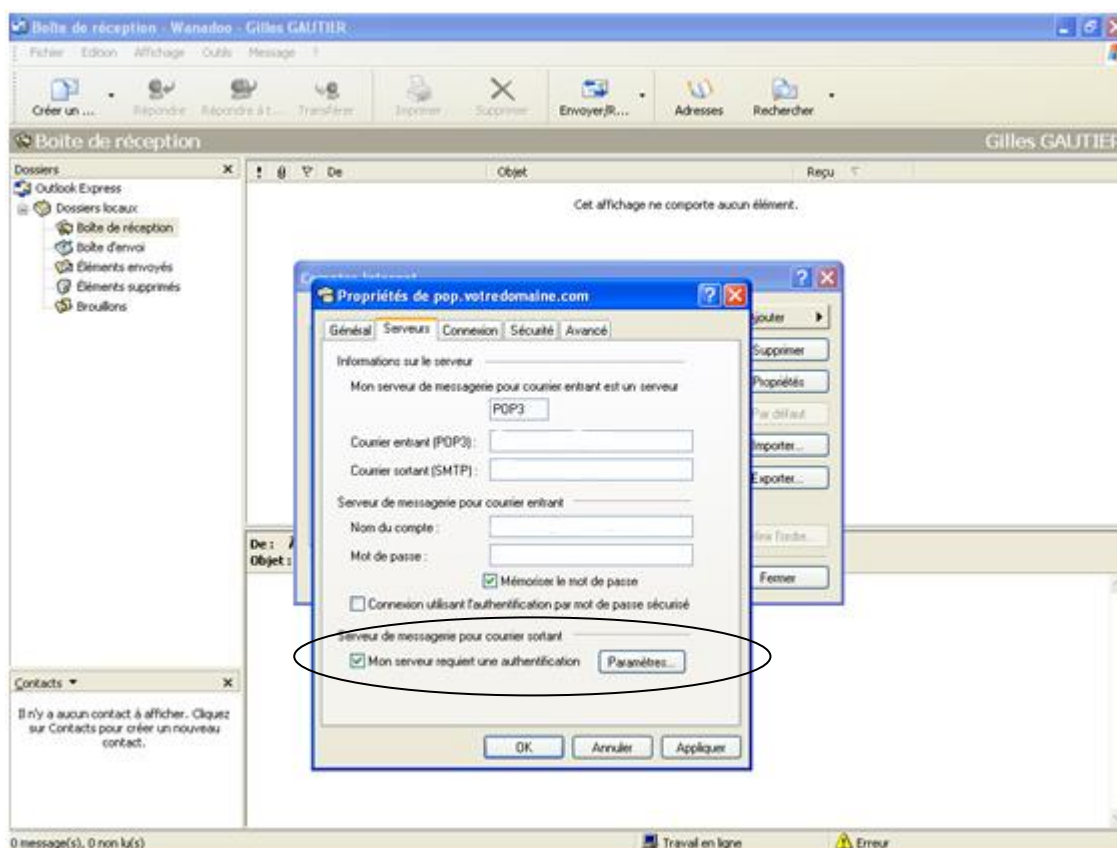 Boîte de réception - Wanadoo - Gilles GAUTIER
Fichier Edition Affichage Outils Message ?
Créer un ... Répondre Répondre à t... Transférer Imprimer Supprimer Envoyer/R... Adresses Rechercher
Boîte de réception Gilles GAUTIER
Dossiers
! De Objet Reçu
Outlook Express
Cet affichage ne comporte aucun élément.
Dossiers locaux
Boîte de réception
Boîte d'envoi
Éléments envoyés
Éléments supprimés
Brouillons
Comptes Internet
Propriétés de pop.votredomaine.com
Général Serveurs Connexion Sécurité Avancé
jouter
Supprimer
Propriétés
Par défaut
Importer...
Exporter...
Fermer
Informations sur le serveur
Mon serveur de messagerie pour courrier entrant est un serveur
POP3
Courrier entrant (POP3) :
Courrier sortant (SMTP) :
Serveur de messagerie pour courrier entrant
Nom du compte :
Mot de passe :
Mémoriser le mot de passe
Connexion utilisant l'authentification par mot de passe sécurisé
Serveur de messagerie pour courrier sortant
Mon serveur requiert une authentification Paramètres...
OK Annuler Appliquer
De :
Objet :
Contacts
Il n'y a aucun contact à afficher. Cliquez
sur Contacts pour créer un nouveau
contact.
0 message(s), 0 non lu(s) Travail en ligne Erreur